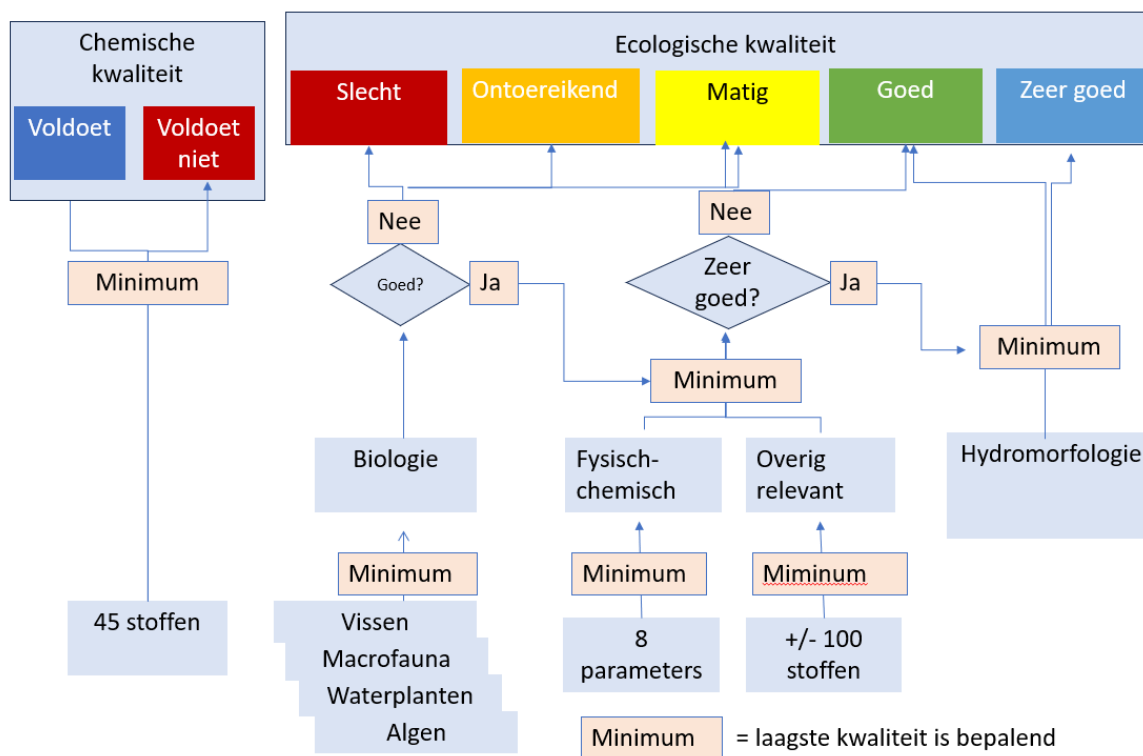 Chemische
kwaliteit
Voldoet
Voldoet
niet
Ecologische kwaliteit
Slecht
Ontoereikend
Matig
Goed
Zeer goed
Nee
Nee
Minimum
Goed?
Ja
Zeer
goed?
Ja
Minimum
Minimum
Biologie
Fysisch-
chemisch
Overig
relevant
Hydromorfologie
Minimum
Minimum
Miminum
45 stoffen
Vissen
Macrofauna
Waterplanten
Algen
8
parameters
+/- 100
stoffen
Minimum
= laagste kwaliteit is bepalend